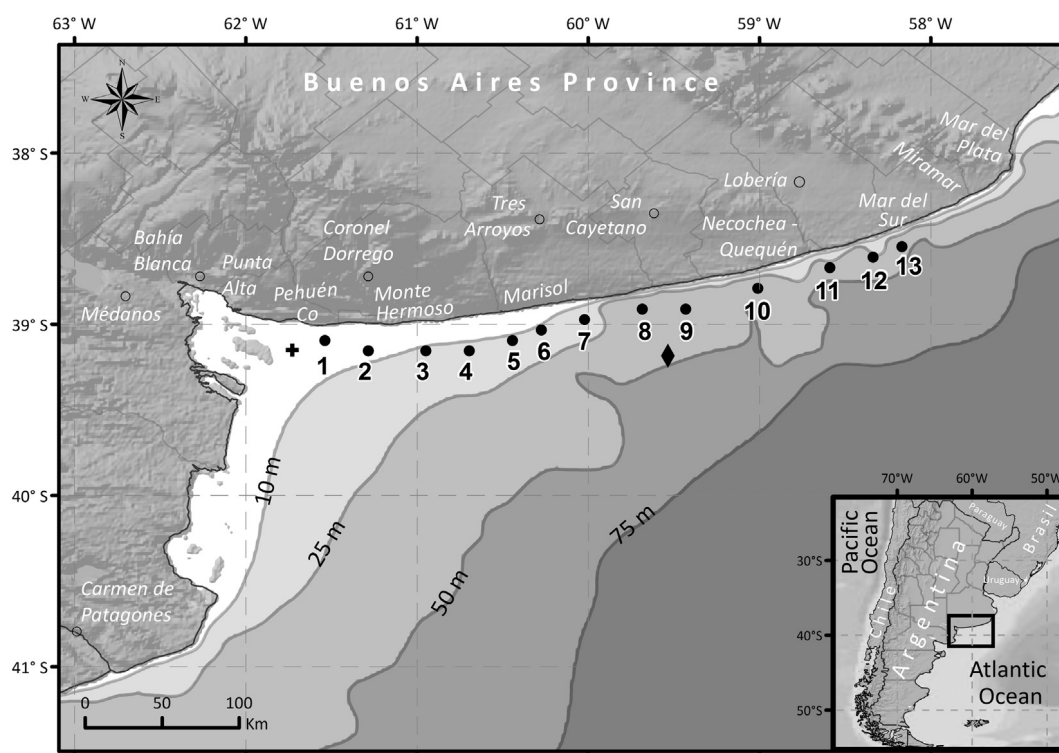 63° W
62° W
61° W
60° W
59° W
58° W
Buenos Aires Province
N
W
E
S
38° S
39° S
40° S
41° S
Mar del
Plata
Miramar
Mar del
Sur
Lobería
Necochea -
Quequén
San
Cayetano
Tres
Arroyos
Marisol
Coronel
Dorrego
Monte
Hermoso
Pehuén
Co
Punta
Alta
Bahía
Blanca
Médanos
Carmen de
Patagones
1
2
3
4
5
6
7
8
9
10
11
12
13
10 m
25 m
50 m
75 m
0
50
100
Km
70°W
60°W
50°W
30°S
40°S
50°S
Pacific
Ocean
Chile
Argentina
Paraguay
Brasil
Uruguay
Atlantic
Ocean